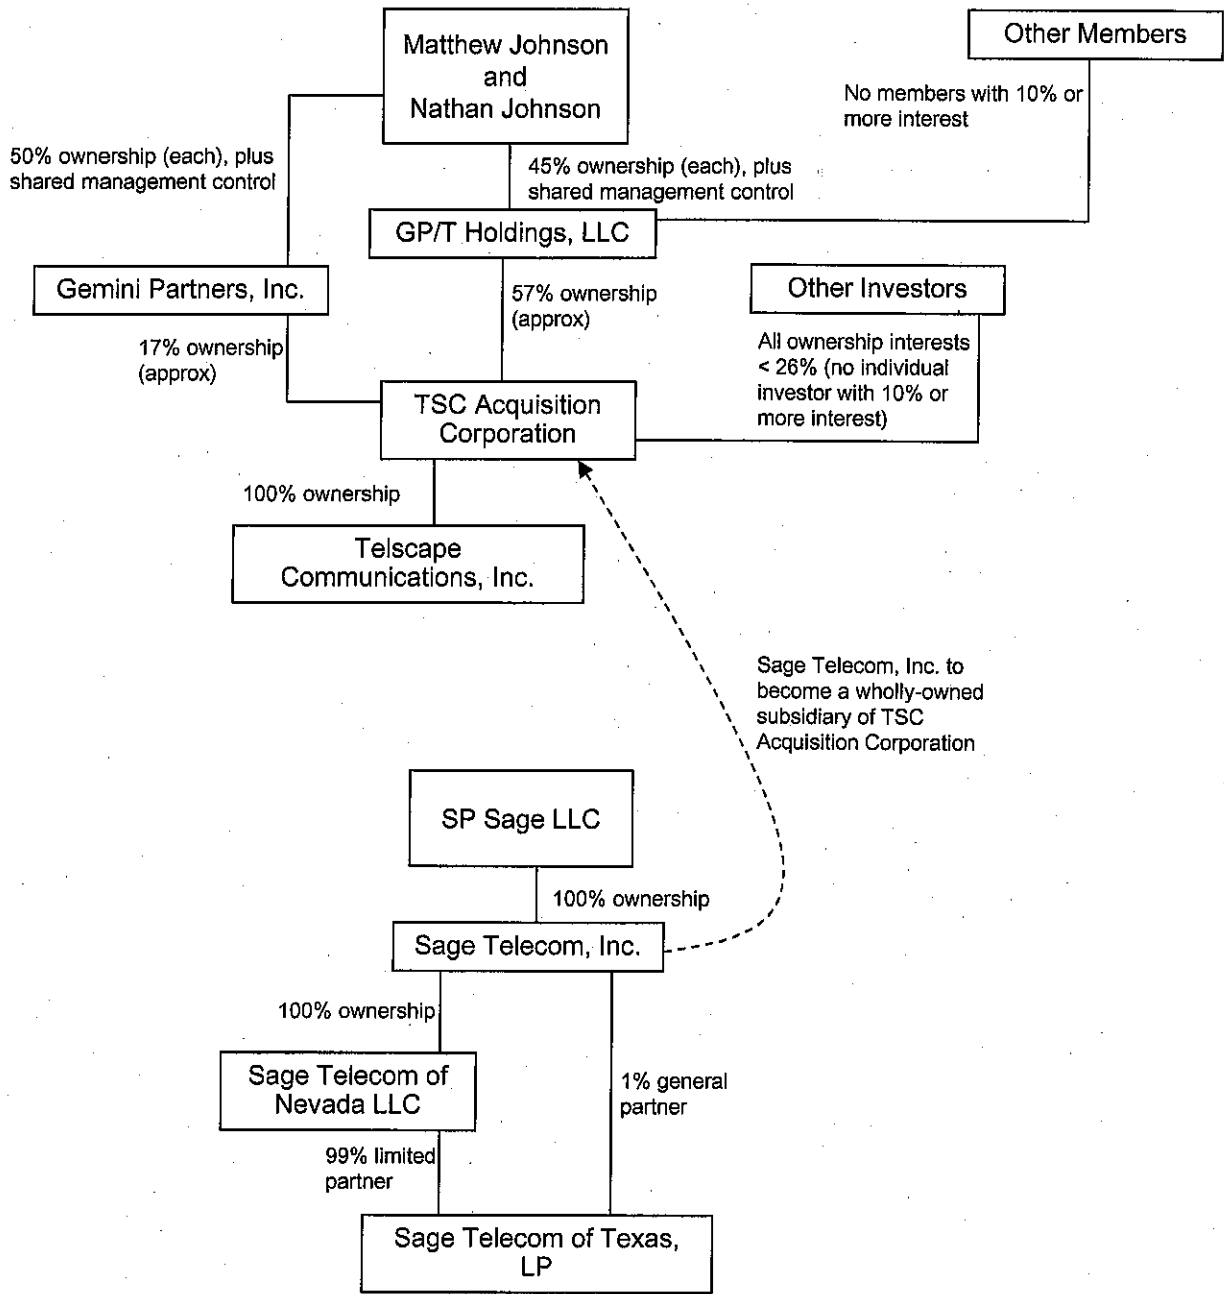 Matthew Johnson
and
Nathan Johnson
Other Members
No members with 10% or
more interest
50% ownership (each), plus
shared management control
45% ownership (each), plus
shared management control
GP/T Holdings, LLC
Gemini Partners, Inc.
57% ownership
(approx)
Other Investors
17% ownership
(approx)
All ownership interests
< 26% (no individual
investor with 10% or
more interest)
TSC Acquisition
Corporation
100% ownership
Telscape
Communications, Inc.
Sage Telecom, Inc. to
become a wholly-owned
subsidiary of TSC
Acquisition Corporation
SP Sage LLC
100% ownership
Sage Telecom, Inc.
100% ownership
Sage Telecom of
Nevada LLC
1% general
partner
99% limited
partner
Sage Telecom of Texas,
LP